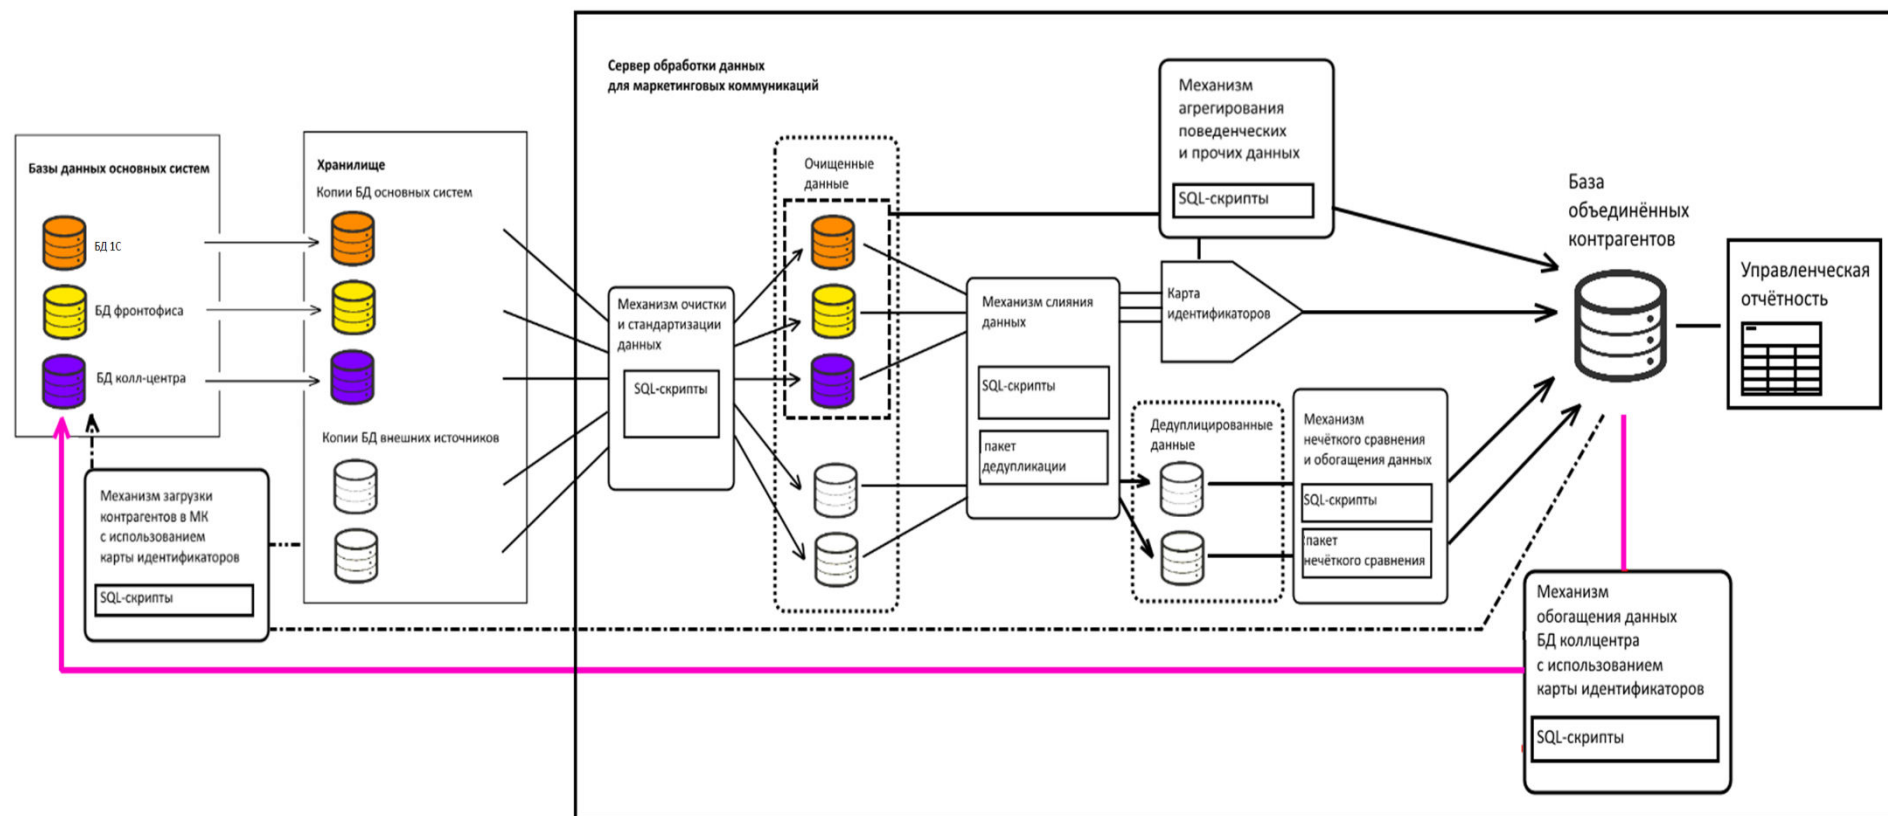 Сервер обработки данных
для маркетинговых коммуникаций
Базы данных основных систем
БД 1С
БД фронтофиса
БД колл-центра
Хранилище
Копии БД основных систем
Копии БД внешних источников
Механизм загрузки
контрагентов в МК
с использованием
карты идентификаторов
SQL-скрипты
Механизм очистки
и стандартизации
данных
SQL-скрипты
Очищенные
данные
Механизм слияния
данных
SQL-скрипты
пакет
дедупликации
Механизм
агрегирования
поведенческих
и прочих данных
SQL-скрипты
Карта
идентификаторов
Дедуплицированные
данные
Механизм
нечёткого сравнения
и обогащения данных
SQL-скрипты
пакет
нечёткого сравнения
База
объединённых
контрагентов
Управленческая
отчётность
Механизм
обогащения данных
БД коллцентра
с использованием
карты идентификаторов
SQL-скрипты